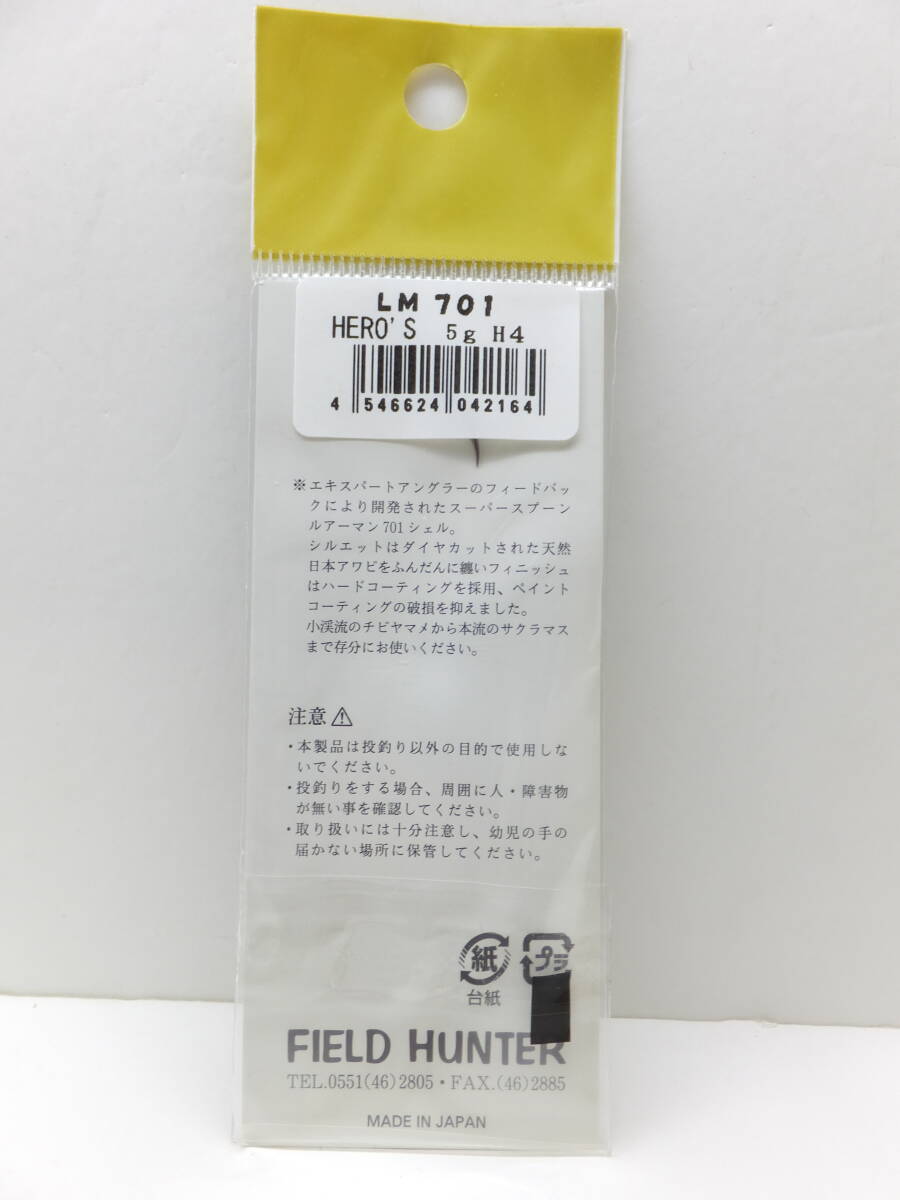 LM 701
HERO'S 5g H4
4 546624 042164
※エキスパートアングラーのフィードバッ
クにより開発されたスーパースプーン
ルアーマン701シェル。
シルエットはダイヤカットされた天然
日本アワビをふんだんに纏いフィニッシュ
はハードコーティングを採用、ペイント
コーティングの破損を抑えました。
小渓流のチビヤマメから本流のサクラマス
まで存分にお使いください。
注意
・本製品は投釣り以外の目的で使用しな
いでください。
・投釣りをする場合、周囲に人・障害物
が無い事を確認してください。
・取り扱いには十分注意し、幼児の手の
届かない場所に保管してください。
紙 プラ
台紙
FIELD HUNTER
TEL.0551(46)2805・FAX.(46)2885
MADE IN JAPAN